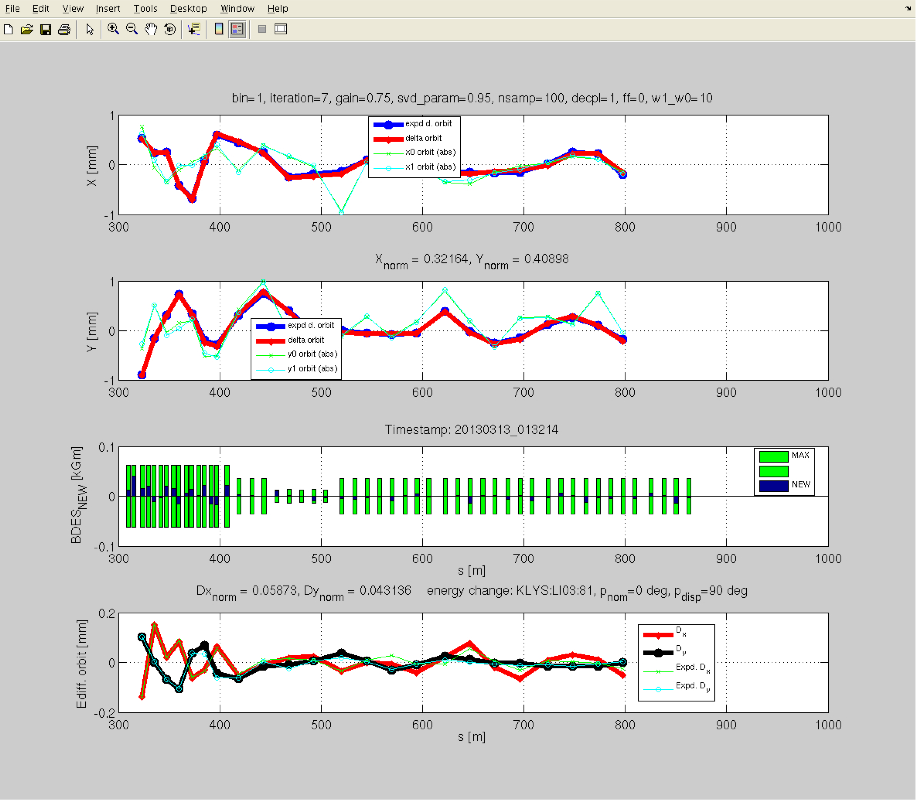 File Edit View Insert Tools Desktop Window Help
bin=1, iteration=7, gain=0.75, svd_param=0.95, nsamp=100, decpl=1, ff=0, w1_w0=10
expd d. orbit
delta orbit
x0 orbit (abs)
x1 orbit (abs)
X [mm]
1
0
-1
300 400 500 600 700 800 900 1000
Xnorm = 0.32164, Ynorm = 0.40898
expd d. orbit
delta orbit
y0 orbit (abs)
y1 orbit (abs)
Y [mm]
1
0
-1
300 400 500 600 700 800 900 1000
Timestamp: 20130313_013214
MAX
NEW
BDESNEW [kGm]
0.1
0
-0.1
300 400 500 600 700 800 900 1000
s [m]
Dxnorm = 0.05873, Dynorm = 0.043136 energy change: KLYS:LI03:81, pnom=0 deg, pdisp=90 deg
Dx
Dy
Expd. Dx
Expd. Dy
Ediff. orbit [mm]
0.2
0
-0.2
300 400 500 600 700 800 900 1000
s [m]